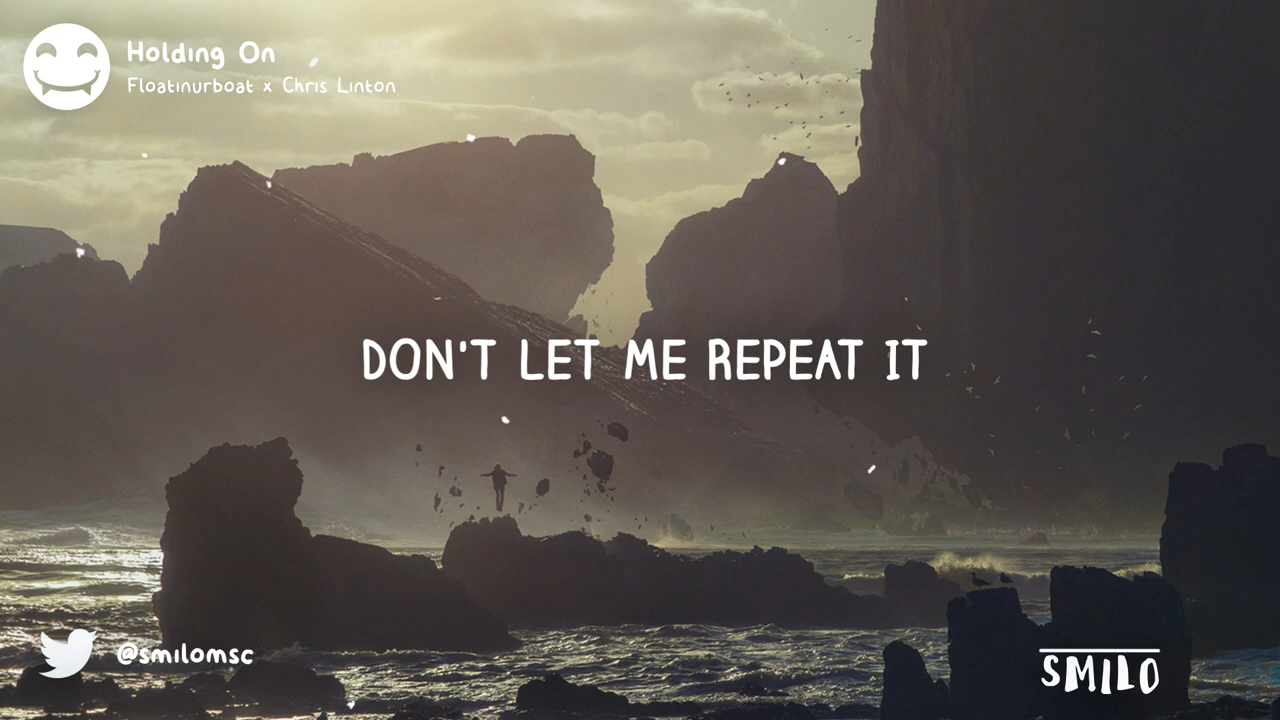 Holding On
Floatinurboat x Chris Linton
DON'T LET ME REPEAT IT
@smilomsc
SMILO